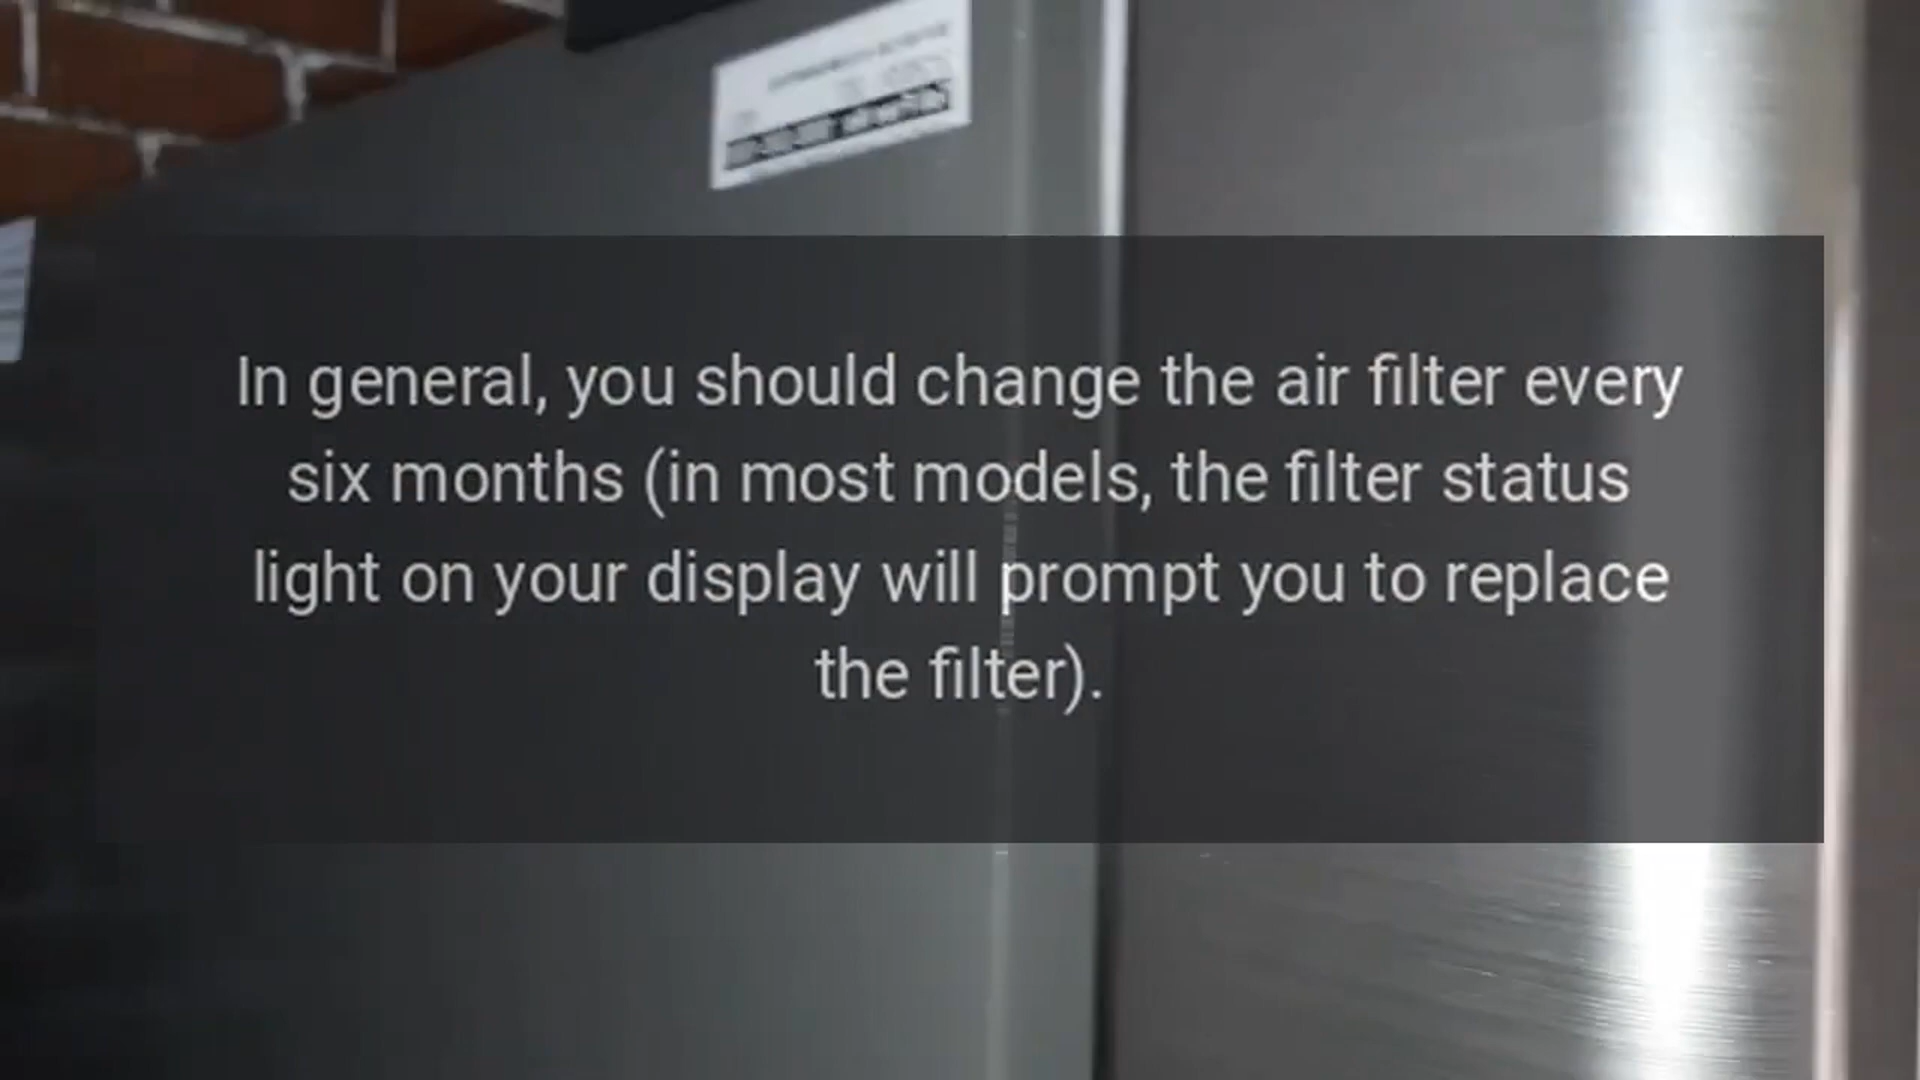 In general, you should change the air filter every
six months (in most models, the filter status
light on your display will prompt you to replace
the filter).